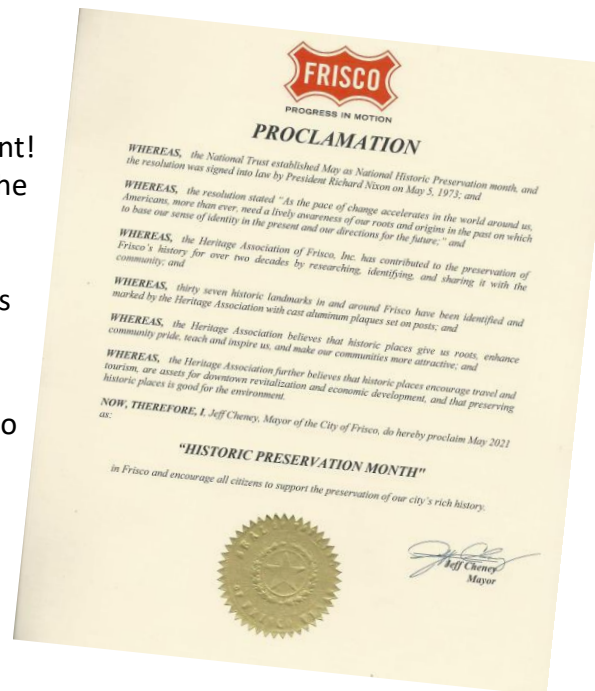 nt!
ne
s
o
FRISCO
PROGRESS IN MOTION
PROCLAMATION
WHEREAS, the National Trust established May as National Historic Preservation month, and
the resolution was signed into law by President Richard Nixon on May 5, 1973; and
WHEREAS, the resolution stated "As the pace of change accelerates in the world around us,
Americans, more than ever, need a lively awareness of our roots and origins in the past on which
to base our sense of identity in the present and our directions for the future;" and
WHEREAS, the Heritage Association of Frisco, Inc. has contributed to the preservation of
Frisco's history for over two decades by researching, identifying, and sharing it with the
community; and
WHEREAS, thirty seven historic landmarks in and around Frisco have been identified and
marked by the Heritage Association with cast aluminum plaques set on posts; and
WHEREAS, the Heritage Association believes that historic places give us roots, enhance
community pride, teach and inspire us, and make our communities more attractive; and
WHEREAS, the Heritage Association further believes that historic places encourage travel and
tourism, are assets for downtown revitalization and economic development, and that preserving
historic places is good for the environment.
NOW, THEREFORE, I, Jeff Cheney, Mayor of the City of Frisco, do hereby proclaim May 2021
as:
"HISTORIC PRESERVATION MONTH"
in Frisco and encourage all citizens to support the preservation of our city's rich history.
Jeff Cheney
Mayor